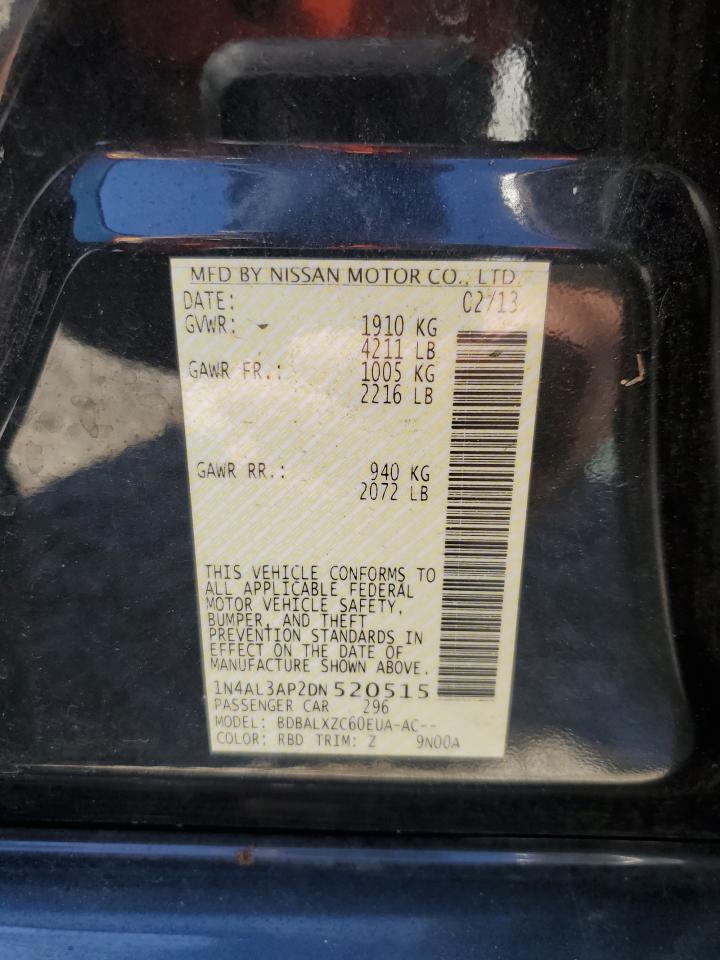 MFD BY NISSAN MOTOR CO., LTD.
DATE: 02/13
GVWR: 1910 KG
4211 LB
GAWR FR.: 1005 KG
2216 LB
GAWR RR.: 940 KG
2072 LB
THIS VEHICLE CONFORMS TO
ALL APPLICABLE FEDERAL
MOTOR VEHICLE SAFETY,
BUMPER, AND THEFT
PREVENTION STANDARDS IN
EFFECT ON THE DATE OF
MANUFACTURE SHOWN ABOVE.
1N4AL3AP2DN 520515
PASSENGER CAR 296
MODEL: BDBALXZC60EUA-AC--
COLOR: RBD TRIM: Z 9N00A